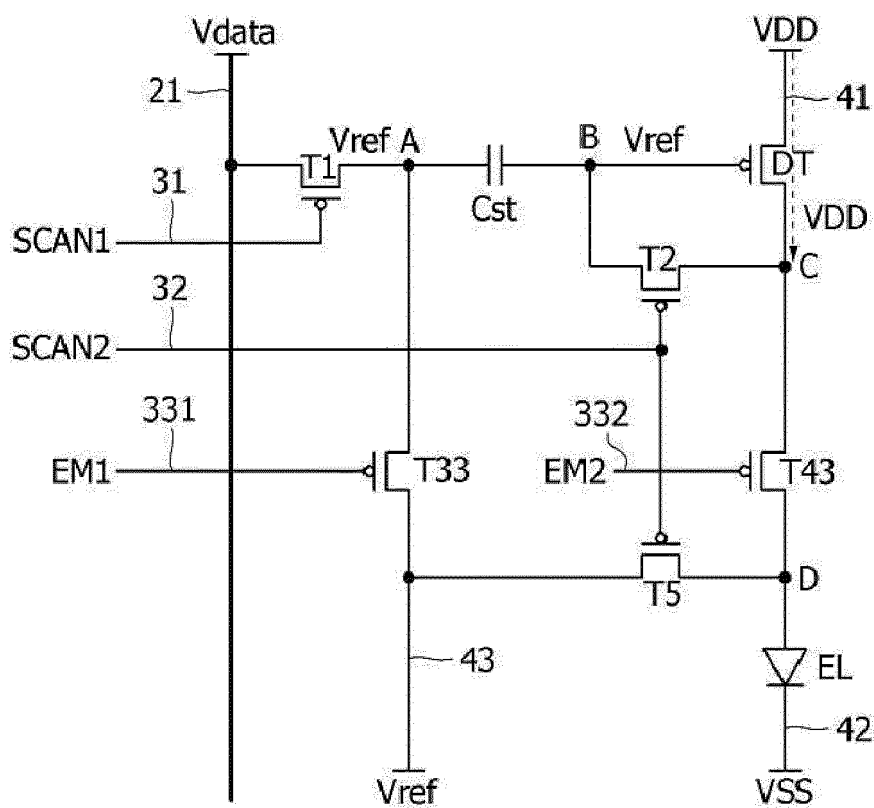 Vdata
VDD
21
41
Vref
A
B
Vref
T1
DT
31
Cst
VDD
SCAN1
T2
C
32
SCAN2
331
332
EM1
T33
EM2
T43
D
T5
43
EL
42
Vref
VSS